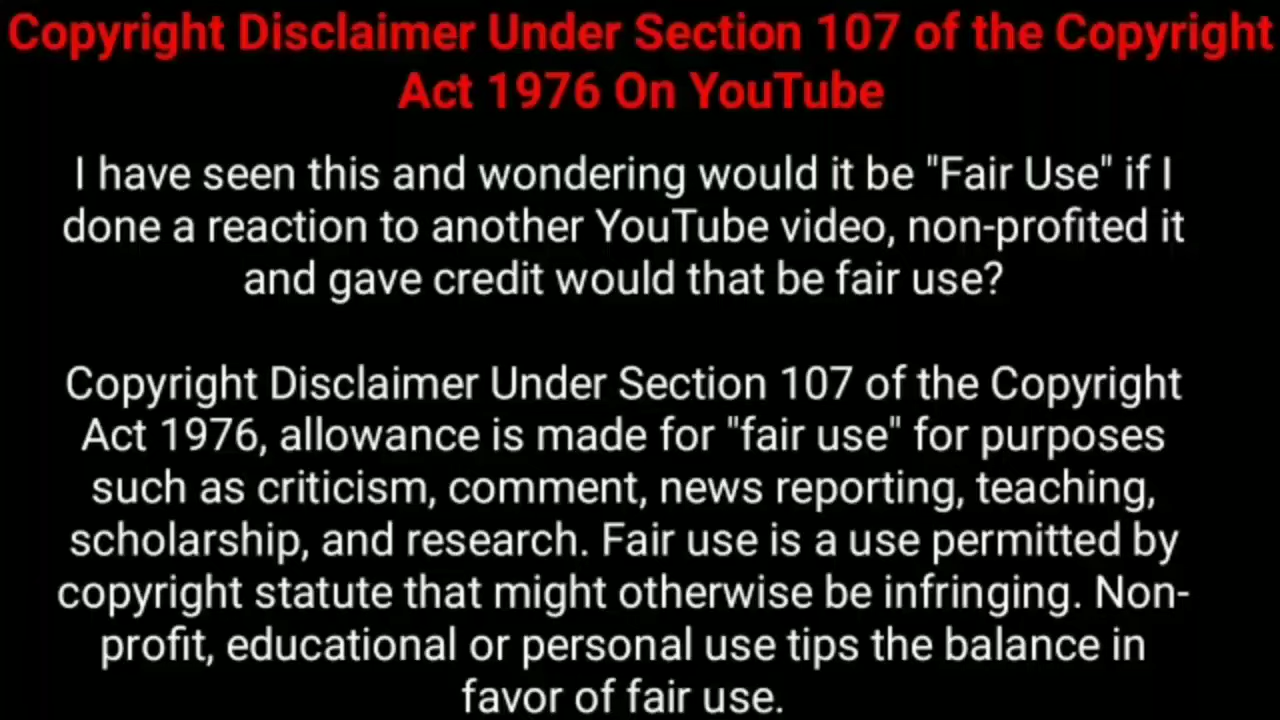 Copyright Disclaimer Under Section 107 of the Copyright
Act 1976 On YouTube
I have seen this and wondering would it be "Fair Use" if I
done a reaction to another YouTube video, non-profited it
and gave credit would that be fair use?
Copyright Disclaimer Under Section 107 of the Copyright
Act 1976, allowance is made for "fair use" for purposes
such as criticism, comment, news reporting, teaching,
scholarship, and research. Fair use is a use permitted by
copyright statute that might otherwise be infringing. Non-
profit, educational or personal use tips the balance in
favor of fair use.